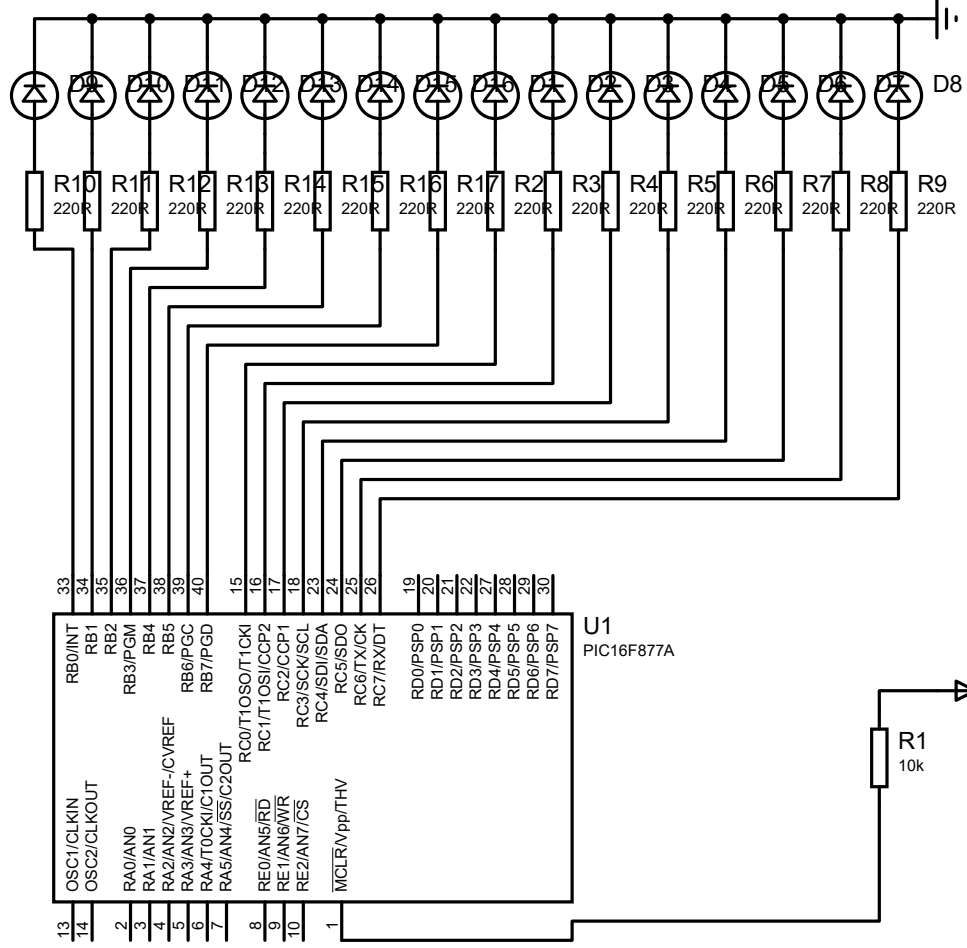 D9 D10 D11 D12 D13 D14 D15 D16 D1 D2 D3 D4 D5 D6 D7 D8
R10 R11 R12 R13 R14 R15 R16 R17 R2 R3 R4 R5 R6 R7 R8 R9
220R 220R 220R 220R 220R 220R 220R 220R 220R 220R 220R 220R 220R 220R 220R 220R
33 34 35 36 37 38 39 40 15 16 17 18 23 24 25 26 19 20 21 22 27 28 29 30
U1
PIC16F877A
RB0/INT
RB1
RB2
RB3/PGM
RB4
RB5
RB6/PGC
RB7/PGD
RC0/T1OSO/T1CKI
RC1/T1OSI/CCP2
RC2/CCP1
RC3/SCK/SCL
RC4/SDI/SDA
RC5/SDO
RC6/TX/CK
RC7/RX/DT
RD0/PSP0
RD1/PSP1
RD2/PSP2
RD3/PSP3
RD4/PSP4
RD5/PSP5
RD6/PSP6
RD7/PSP7
R1
10k
OSC1/CLKIN
OSC2/CLKOUT
RA0/AN0
RA1/AN1
RA2/AN2/VREF-/CVREF
RA3/AN3/VREF+
RA4/T0CKI/C1OUT
RA5/AN4/SS/C2OUT
RE0/AN5/RD
RE1/AN6/WR
RE2/AN7/CS
MCLR/Vpp/THV
13 14 2 3 4 5 6 7 8 9 10 1